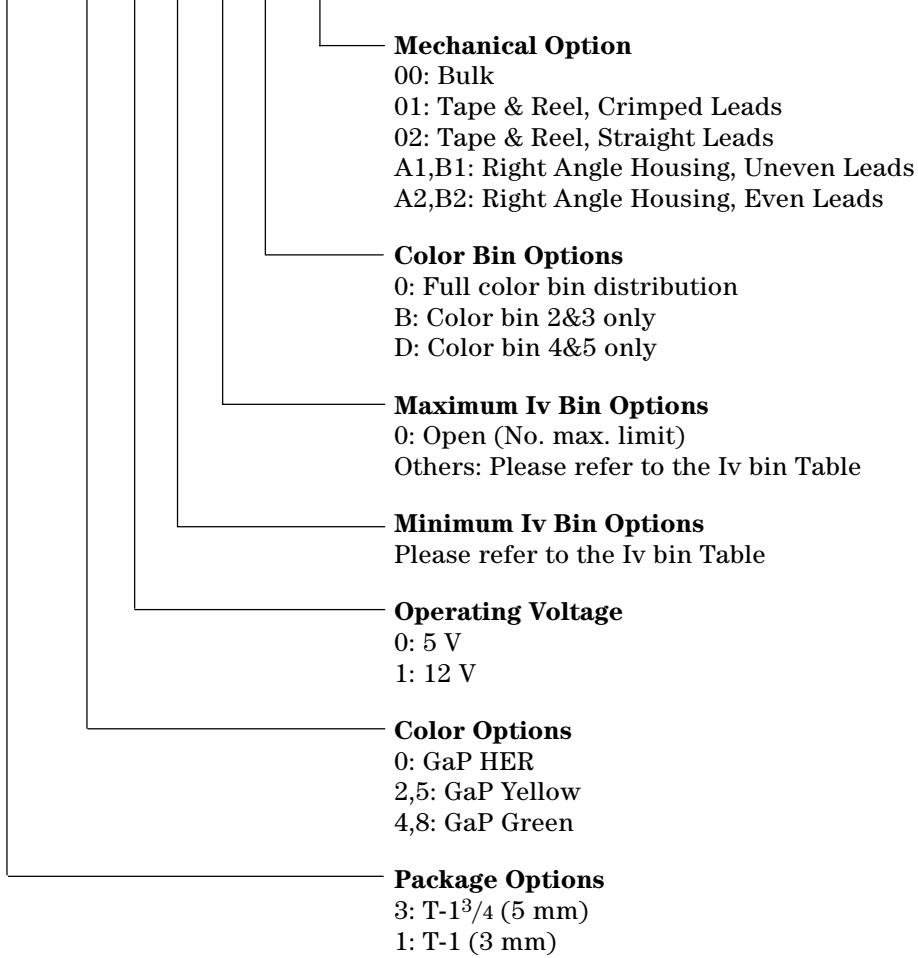 Mechanical Option
00: Bulk
01: Tape & Reel, Crimped Leads
02: Tape & Reel, Straight Leads
A1,B1: Right Angle Housing, Uneven Leads
A2,B2: Right Angle Housing, Even Leads
Color Bin Options
0: Full color bin distribution
B: Color bin 2&3 only
D: Color bin 4&5 only
Maximum Iv Bin Options
0: Open (No. max. limit)
Others: Please refer to the Iv bin Table
Minimum Iv Bin Options
Please refer to the Iv bin Table
Operating Voltage
0: 5 V
1: 12 V
Color Options
0: GaP HER
2,5: GaP Yellow
4,8: GaP Green
Package Options
3: T-1 3/4 (5 mm)
1: T-1 (3 mm)